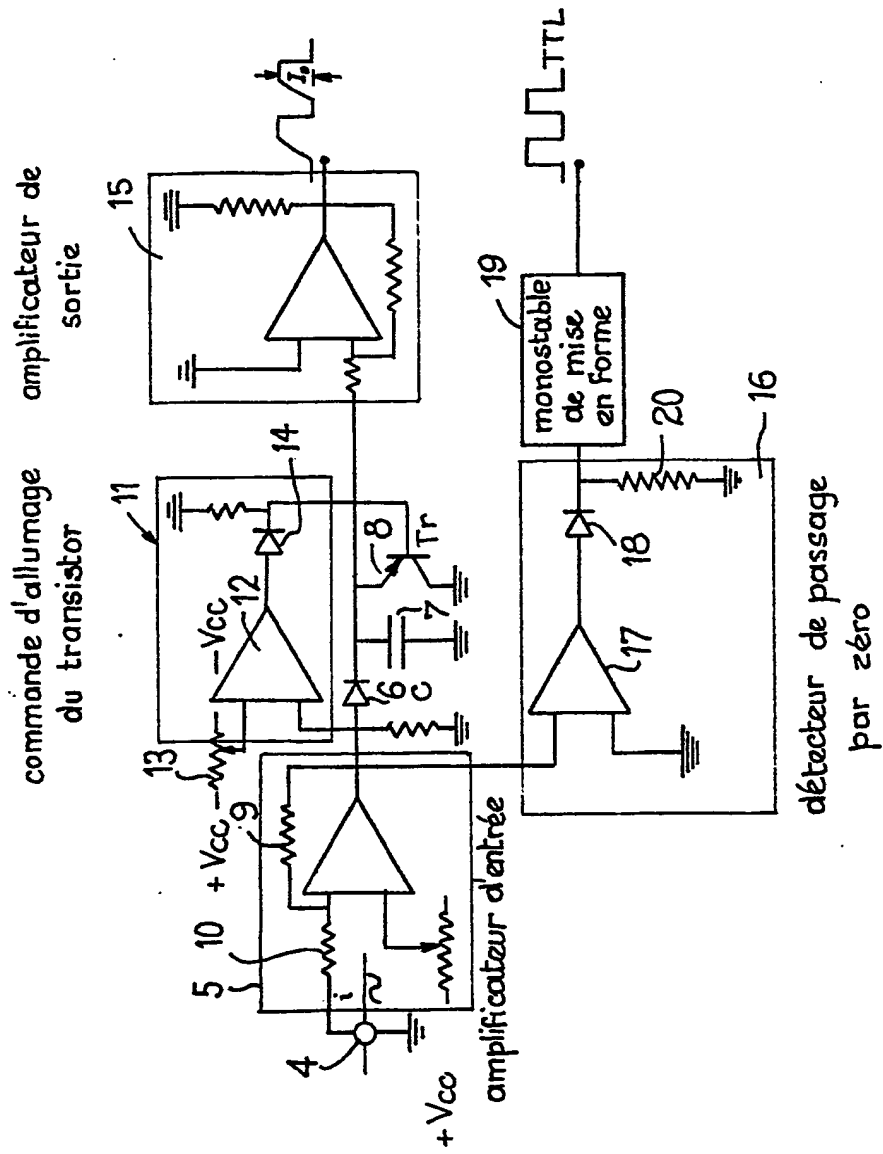 commande d'allumage
du transistor
amplificateur de
sortie
13
+Vcc
-Vcc
11
12
14
15
I₀
9
10
5
i
4
6
C
7
8
Tr
+Vcc
amplificateur d'entrée
17
18
20
16
19
monostable
de mise
en forme
TTL
détecteur de passage
par zéro